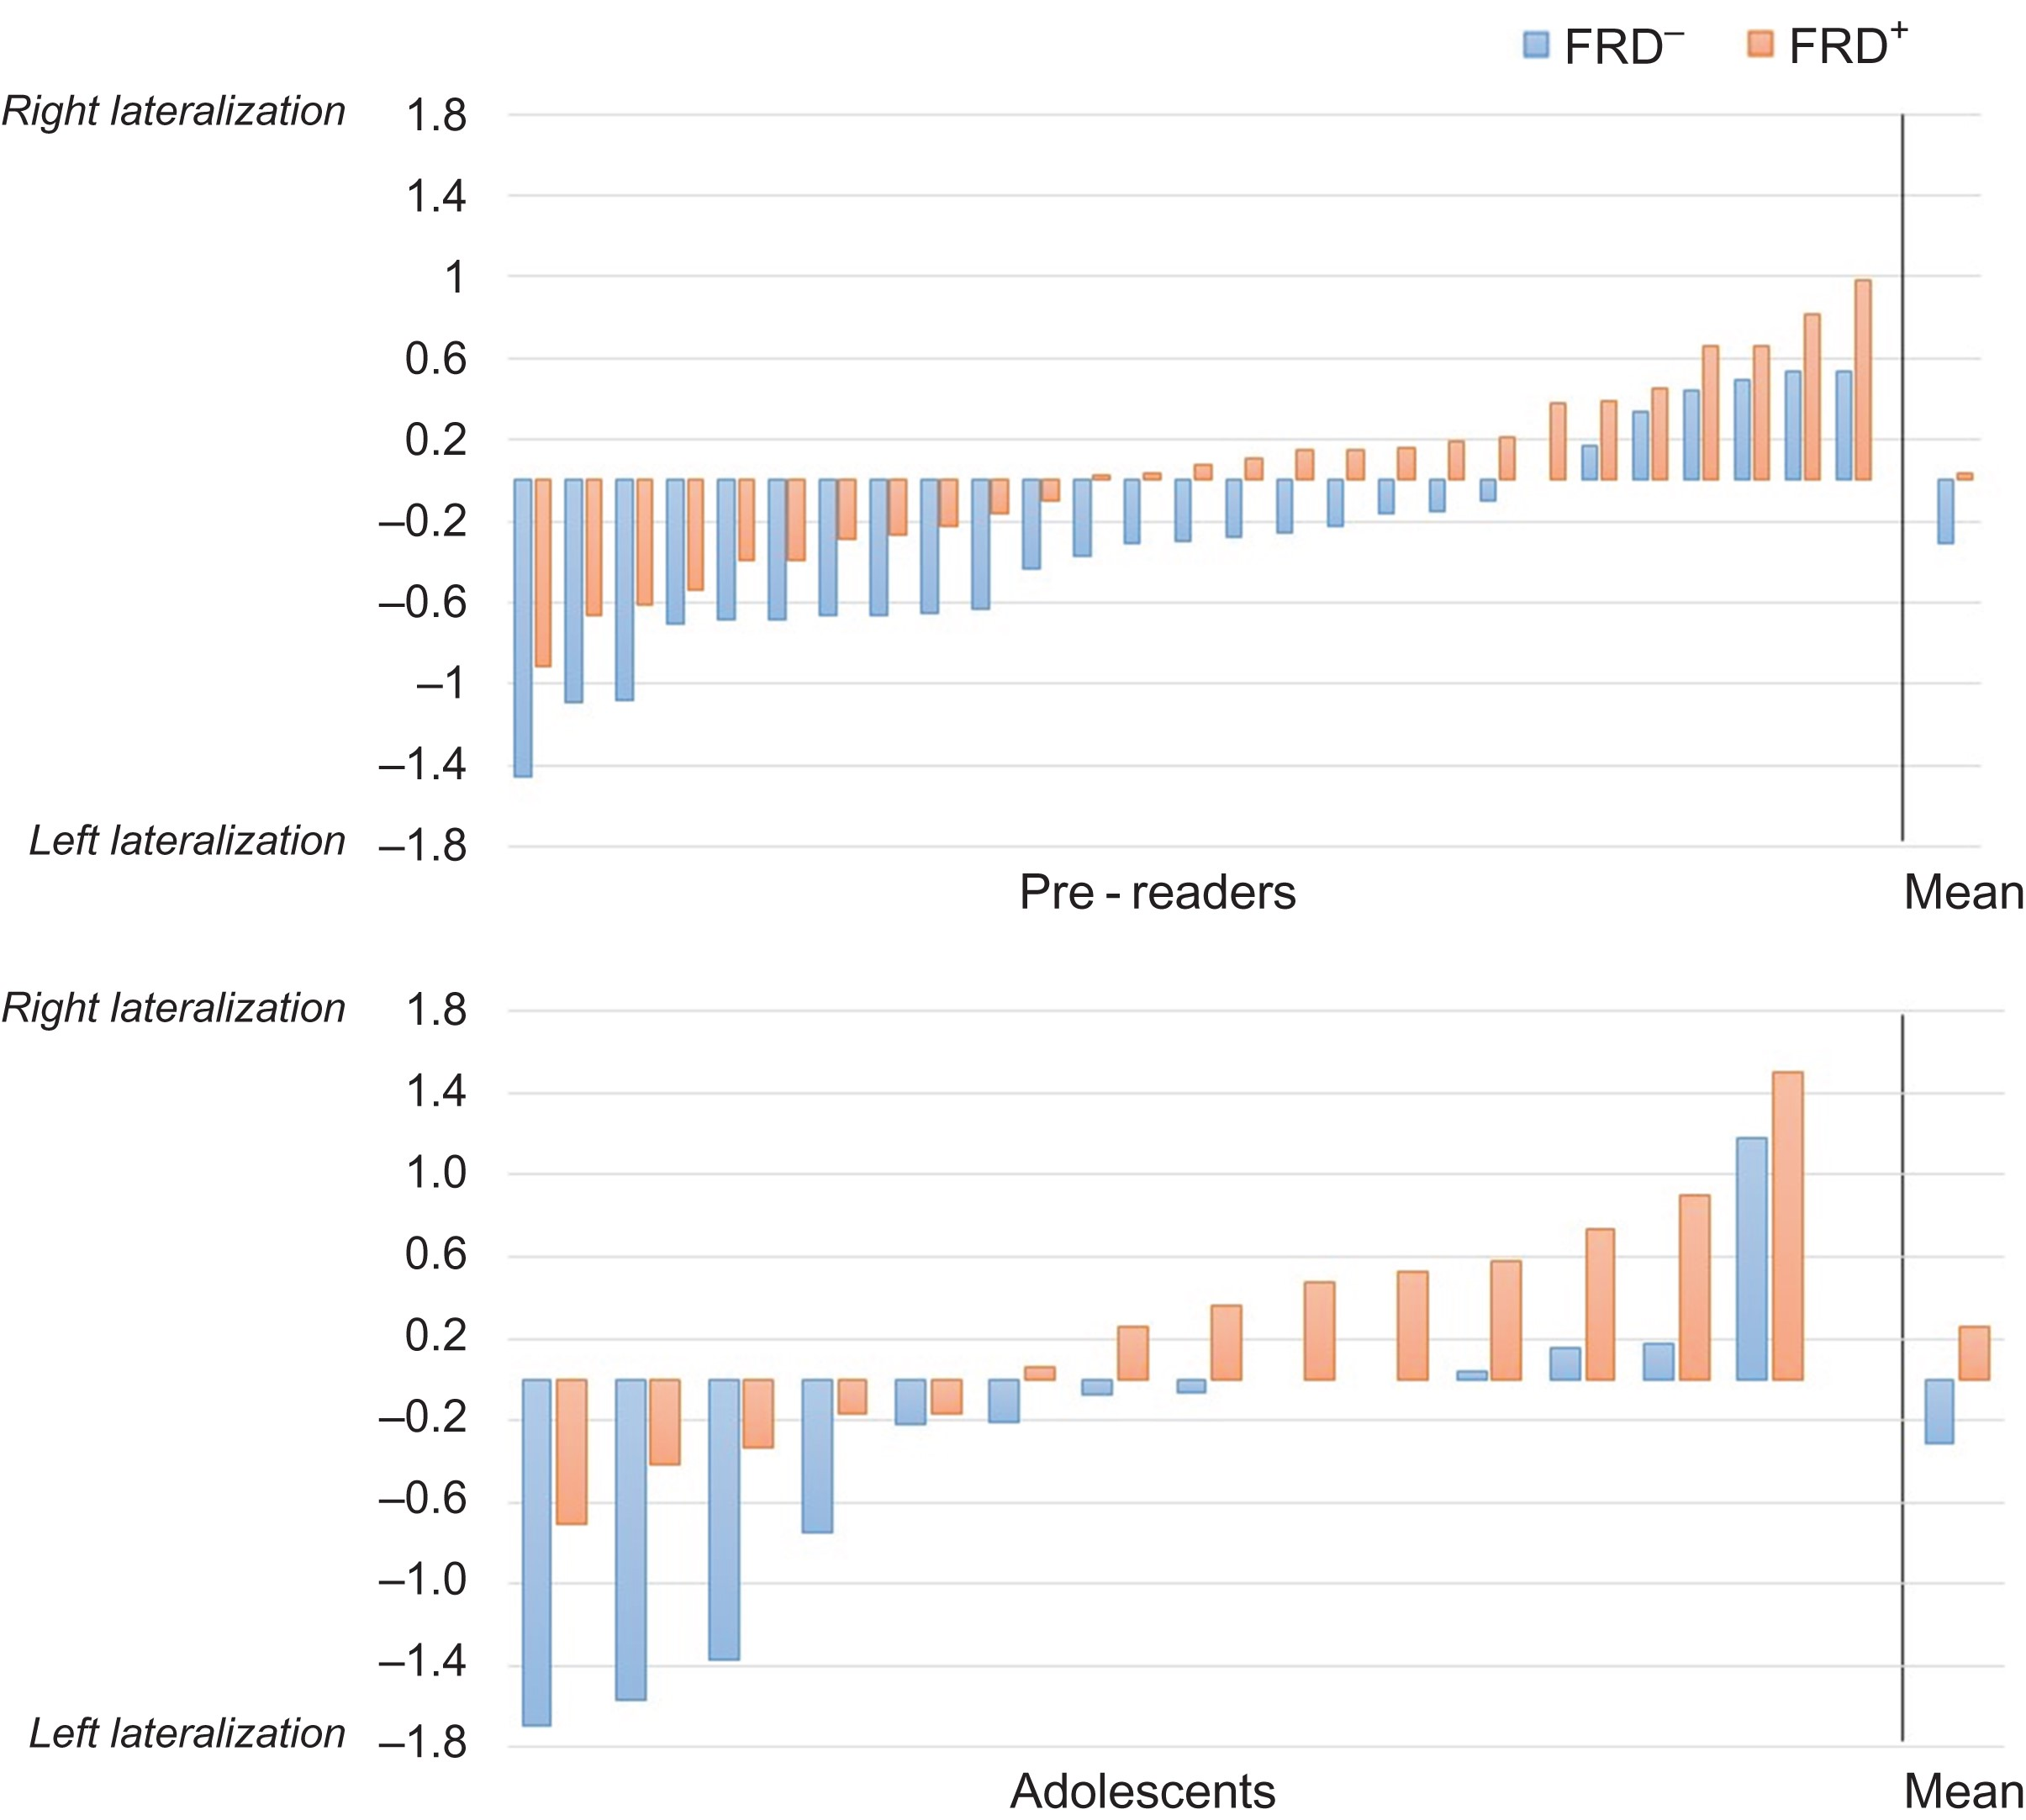 FRD– FRD+
Right lateralization 1.8
1.4
1
0.6
0.2
–0.2
–0.6
–1
–1.4
Left lateralization –1.8
Pre - readers Mean
Right lateralization 1.8
1.4
1.0
0.6
0.2
–0.2
–0.6
–1.0
–1.4
Left lateralization –1.8
Adolescents Mean